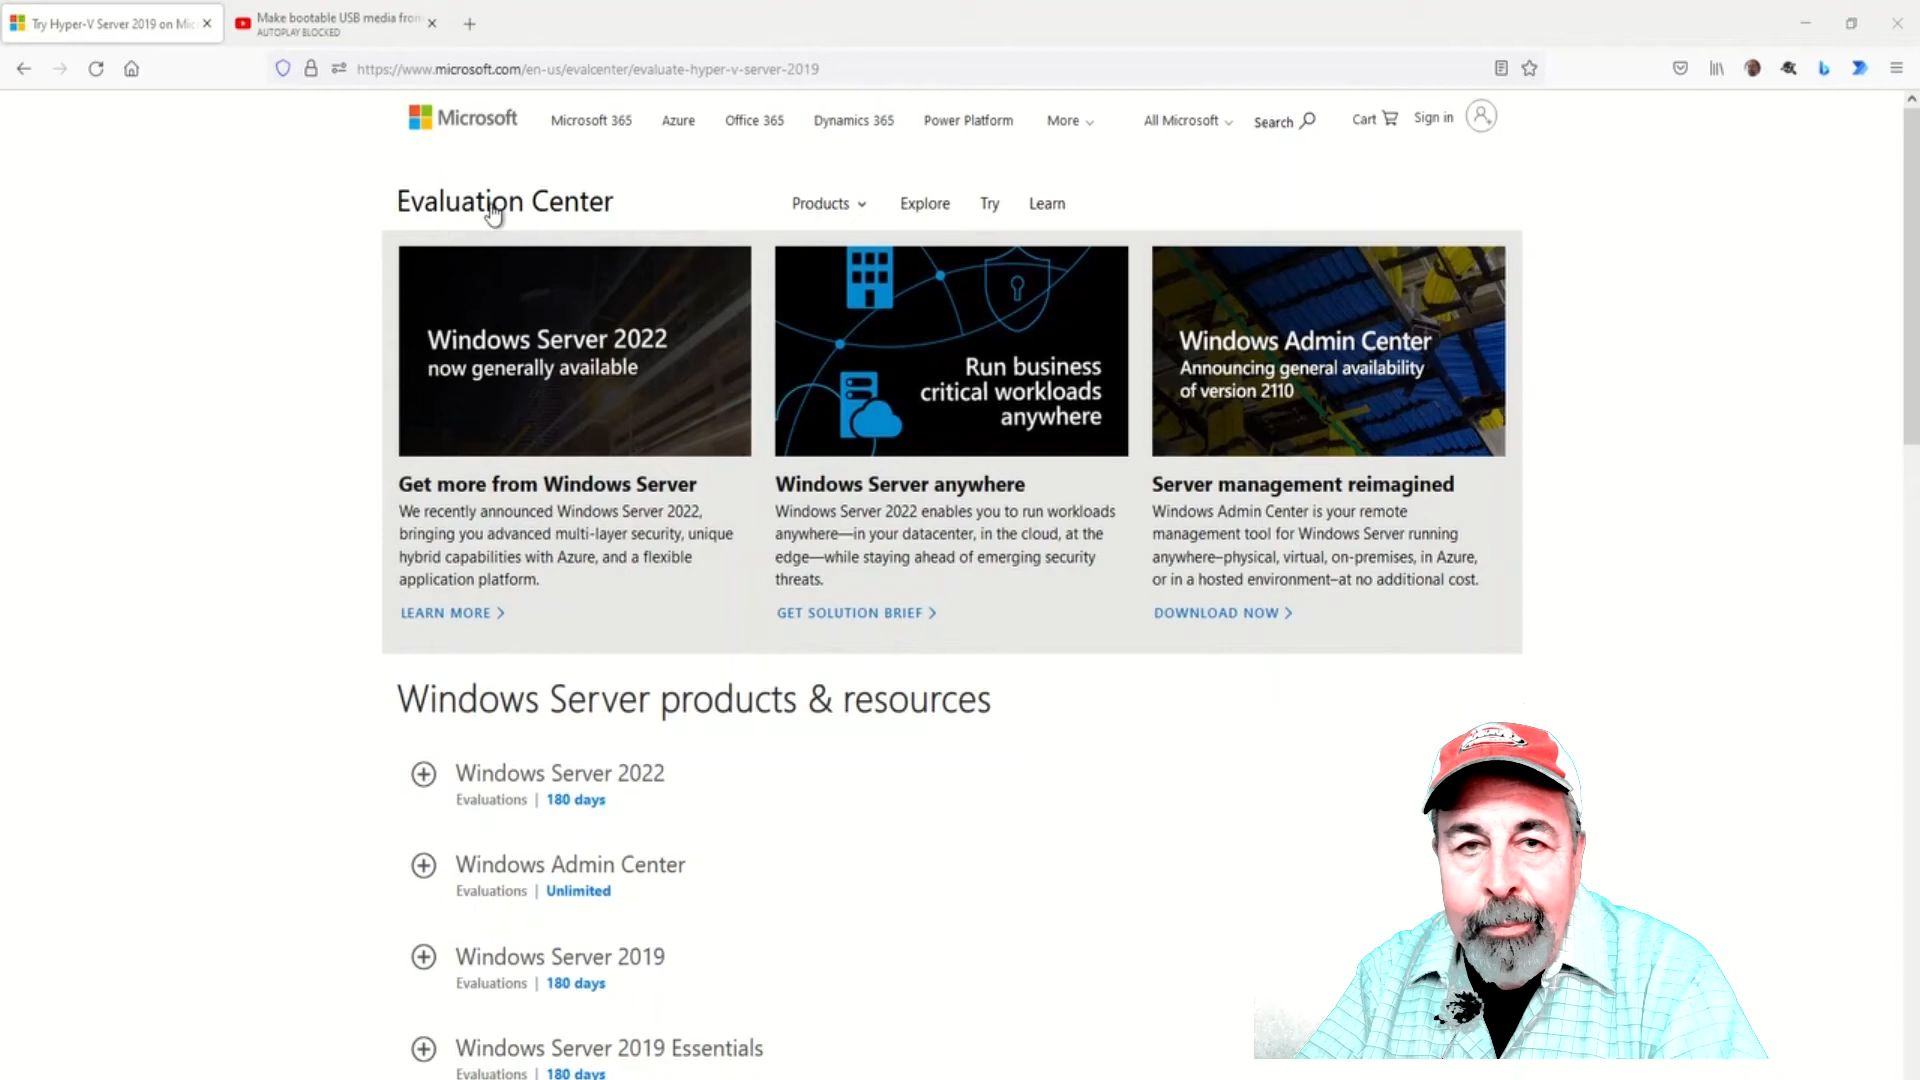 Try Hyper-V Server 2019 on Mic
Make bootable USB media from
AUTOPLAY BLOCKED
https://www.microsoft.com/en-us/evalcenter/evaluate-hyper-v-server-2019
Microsoft
Microsoft 365
Azure
Office 365
Dynamics 365
Power Platform
More
All Microsoft
Search
Cart
Sign in
Evaluation Center
Products
Explore
Try
Learn
Windows Server 2022
now generally available
Run business
critical workloads
anywhere
Windows Admin Center
Announcing general availability
of version 2110
Get more from Windows Server
We recently announced Windows Server 2022,
bringing you advanced multi-layer security, unique
hybrid capabilities with Azure, and a flexible
application platform.
LEARN MORE
Windows Server anywhere
Windows Server 2022 enables you to run workloads
anywhere—in your datacenter, in the cloud, at the
edge—while staying ahead of emerging security
threats.
GET SOLUTION BRIEF
Server management reimagined
Windows Admin Center is your remote
management tool for Windows Server running
anywhere–physical, virtual, on-premises, in Azure,
or in a hosted environment–at no additional cost.
DOWNLOAD NOW
Windows Server products & resources
Windows Server 2022
Evaluations | 180 days
Windows Admin Center
Evaluations | Unlimited
Windows Server 2019
Evaluations | 180 days
Windows Server 2019 Essentials
Evaluations | 180 days